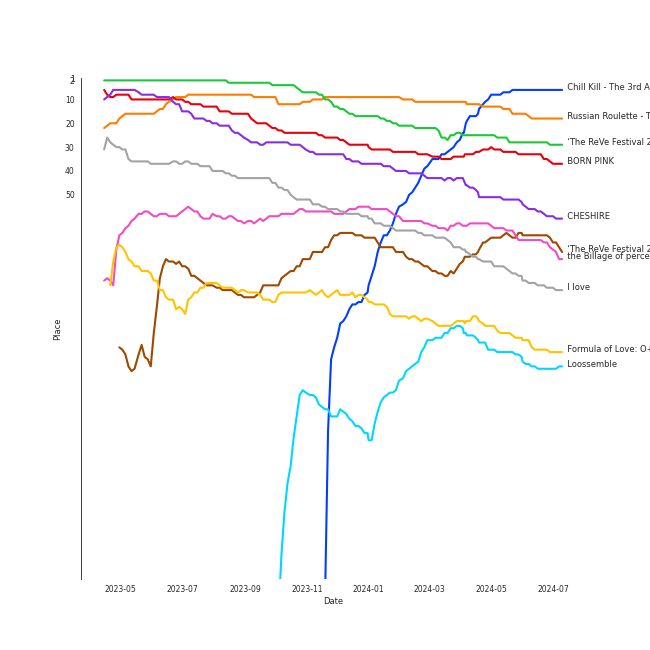 1
2
10
20
30
40
50
Place
Chill Kill - The 3rd A
Russian Roulette - T
'The ReVe Festival 2
BORN PINK
CHESHIRE
'The ReVe Festival 2
the Billage of perce
I love
Formula of Love: O+
Loossemble
2023-05
2023-07
2023-09
2023-11
2024-01
2024-03
2024-05
2024-07
Date